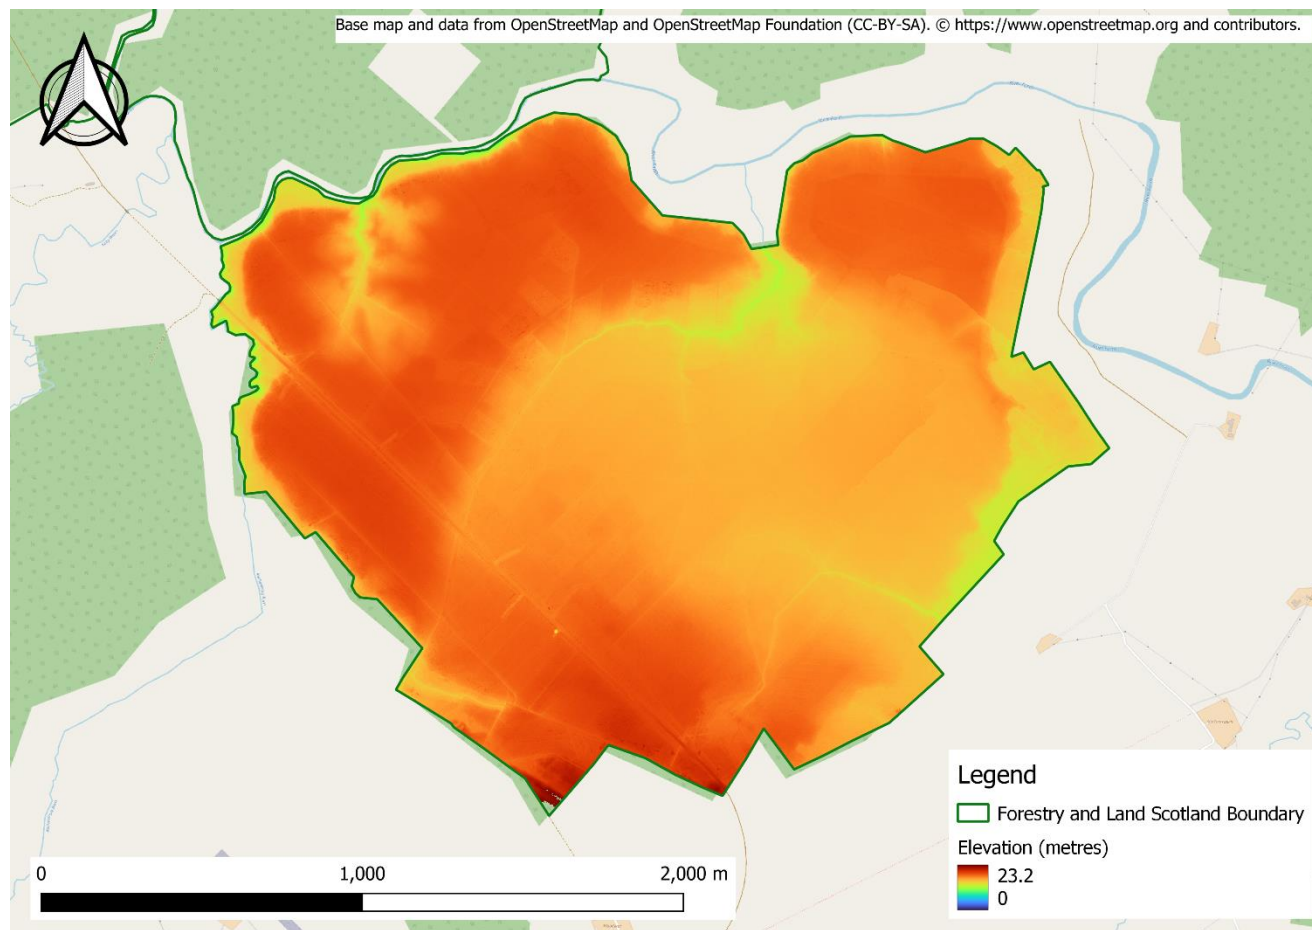 Base map and data from OpenStreetMap and OpenStreetMap Foundation (CC-BY-SA). © https://www.openstreetmap.org and contributors.
Legend
Forestry and Land Scotland Boundary
Elevation (metres)
23.2
0
0 1,000 2,000 m